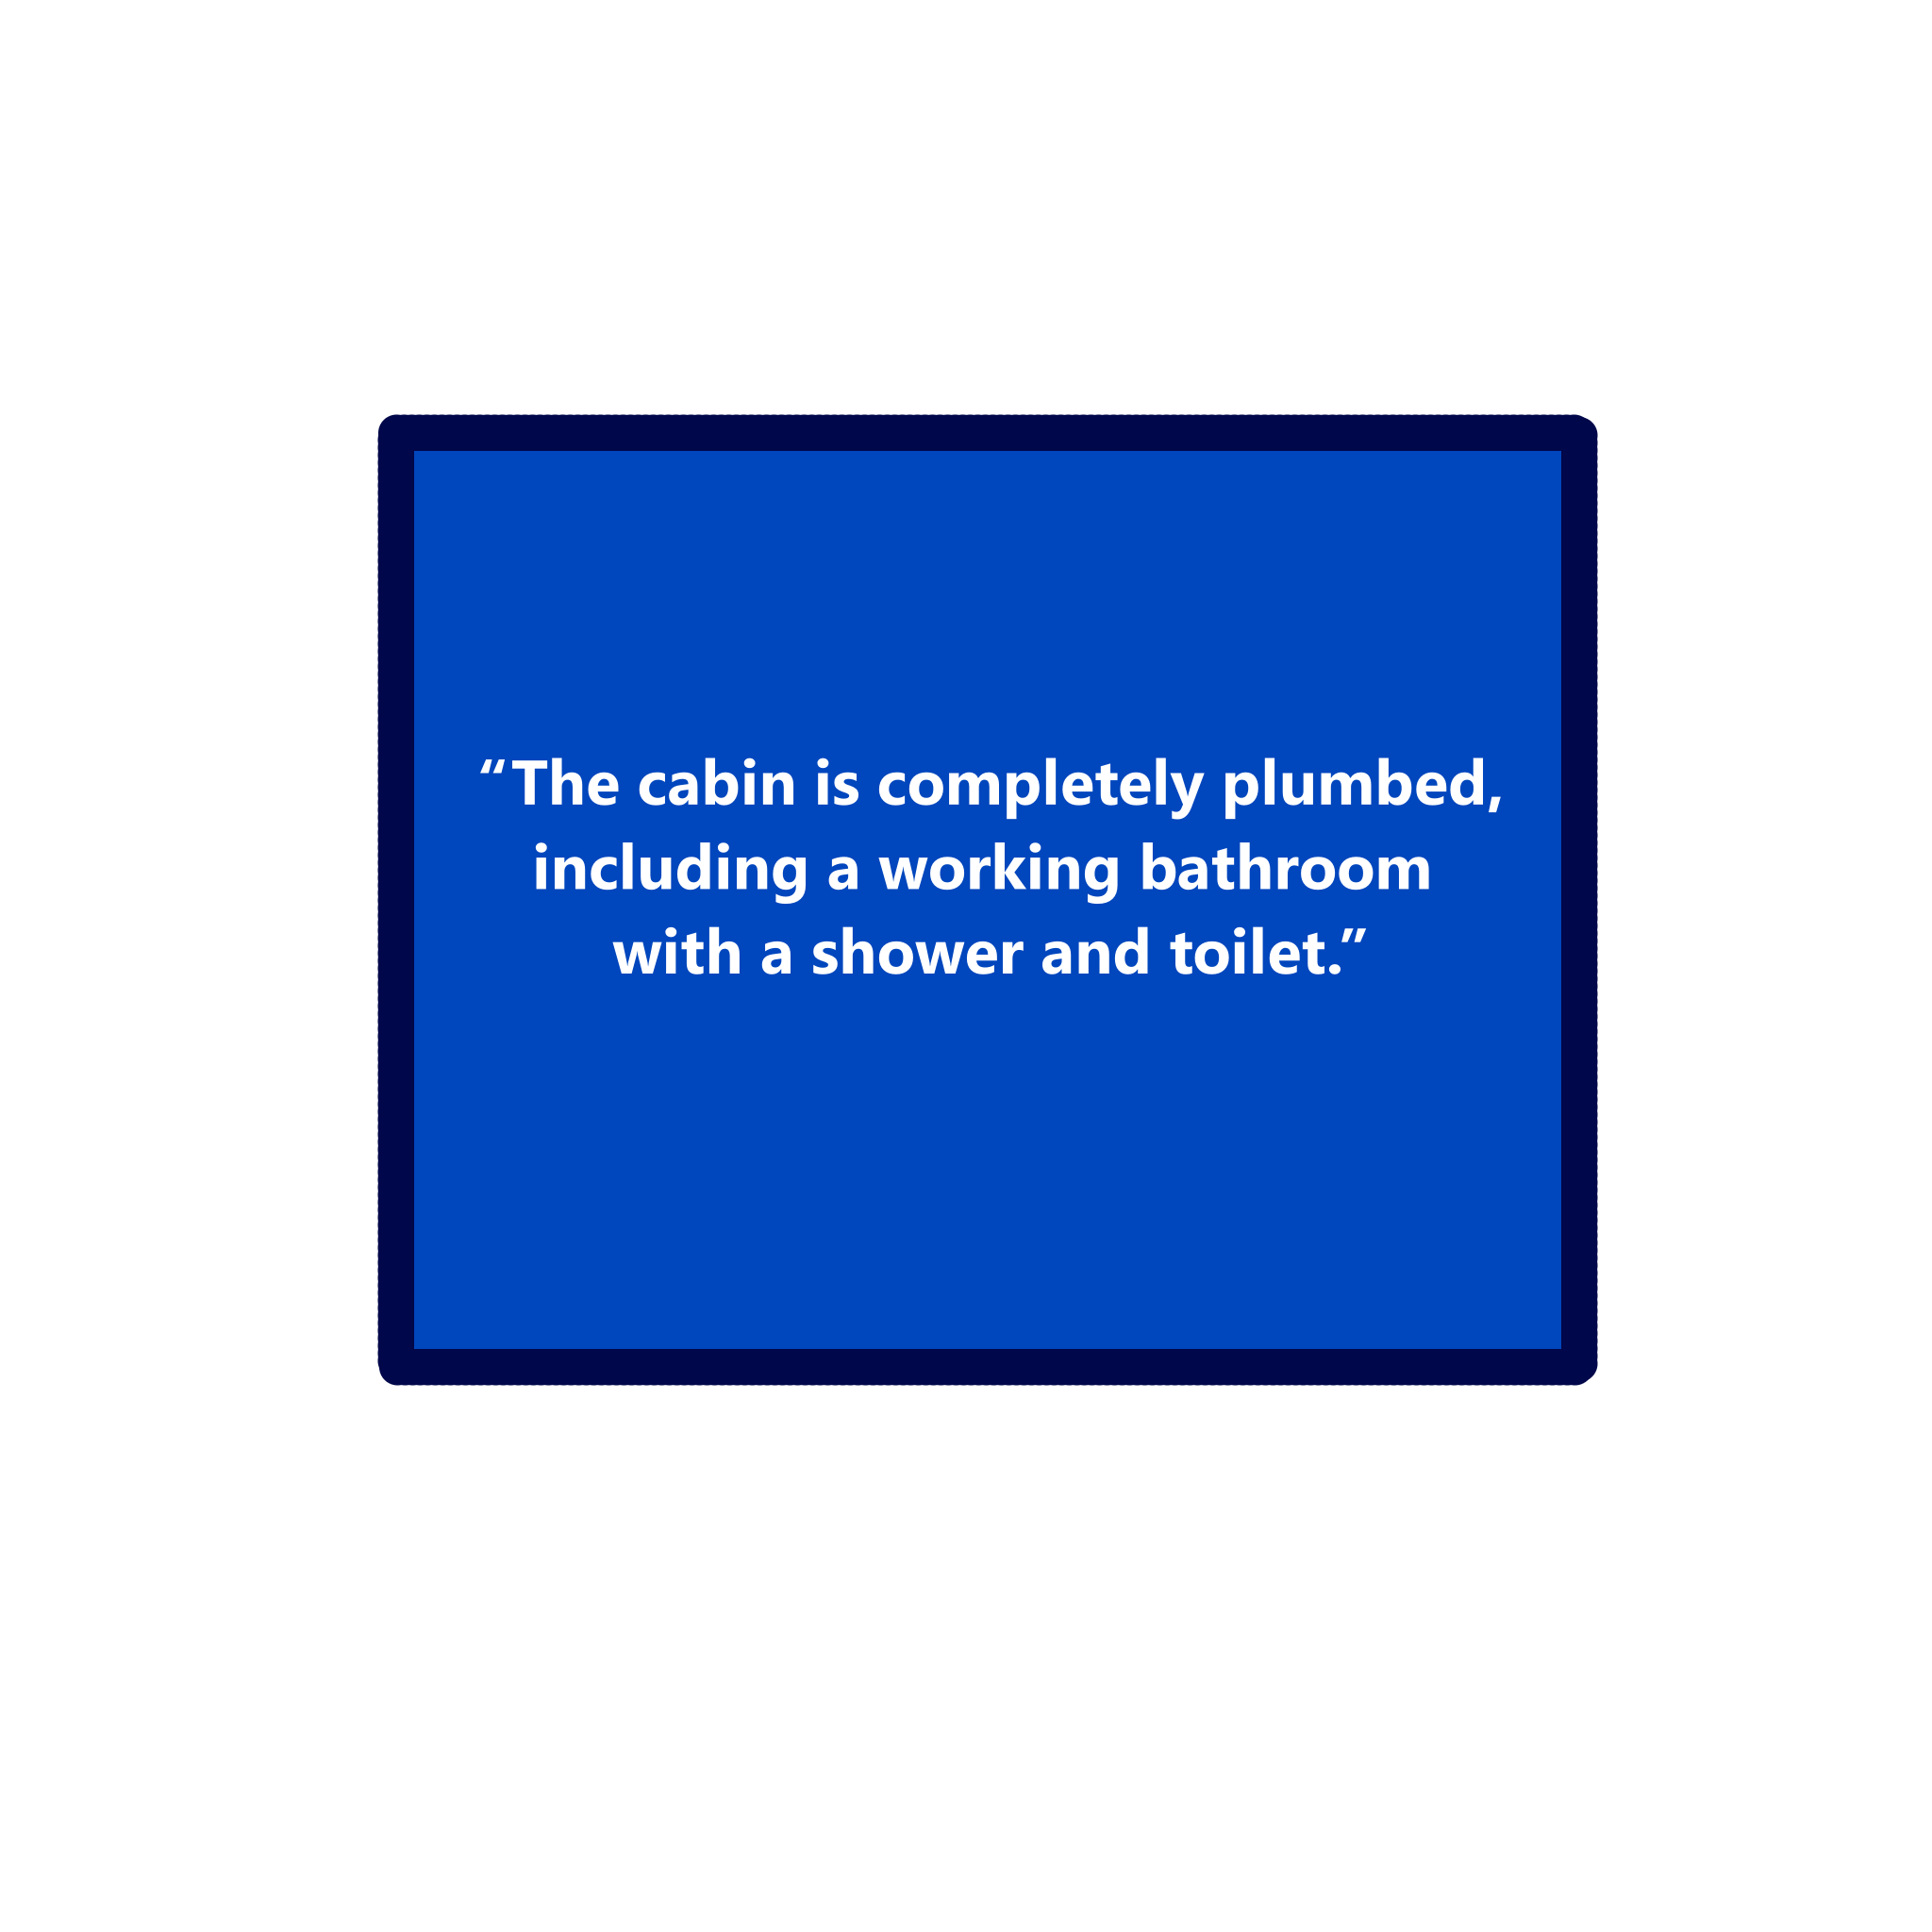 “The cabin is completely plumbed,
including a working bathroom
with a shower and toilet.”